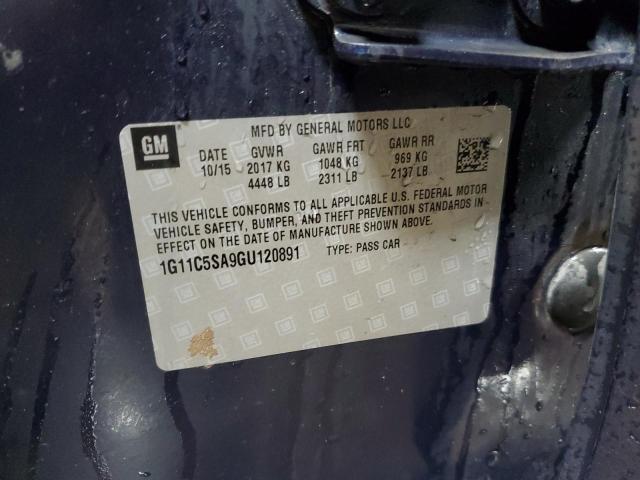 GM
MFD BY GENERAL MOTORS LLC
DATE GVWR GAWR FRT GAWR RR
10/15 2017 KG 1048 KG 969 KG
4448 LB 2311 LB 2137 LB
THIS VEHICLE CONFORMS TO ALL APPLICABLE U.S. FEDERAL MOTOR
VEHICLE SAFETY, BUMPER, AND THEFT PREVENTION STANDARDS IN
EFFECT ON THE DATE OF MANUFACTURE SHOWN ABOVE.
1G11C5SA9GU120891 TYPE: PASS CAR